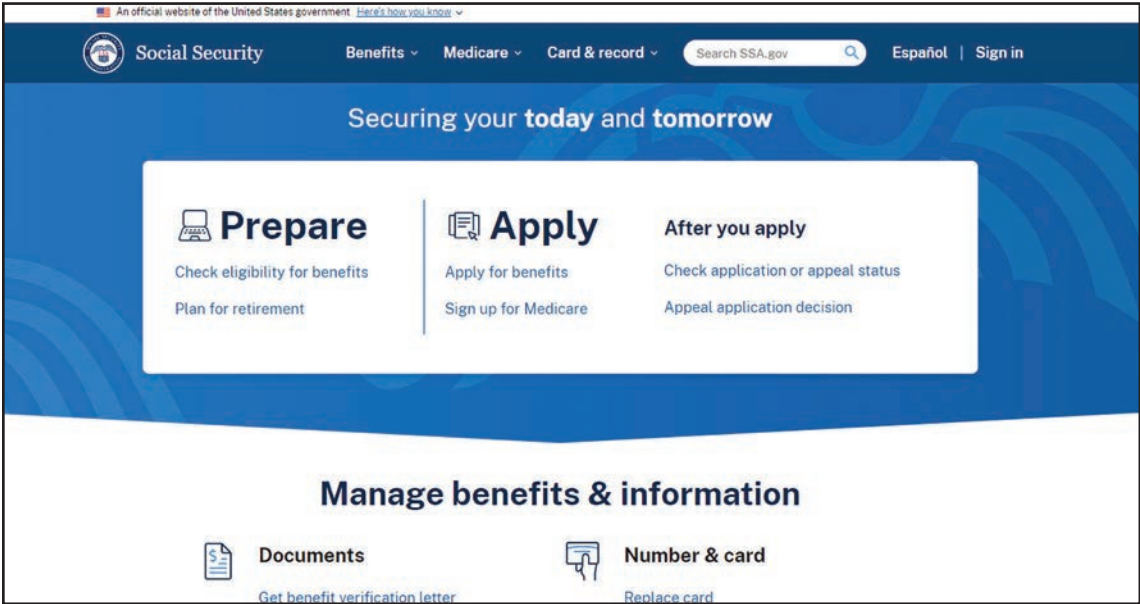 An official website of the United States government Here's how you know
Social Security
Benefits
Medicare
Card & record
Search SSA.gov
Español | Sign in
Securing your today and tomorrow
Prepare
Check eligibility for benefits
Plan for retirement
Apply
Apply for benefits
Sign up for Medicare
After you apply
Check application or appeal status
Appeal application decision
Manage benefits & information
Documents
Get benefit verification letter
Number & card
Replace card